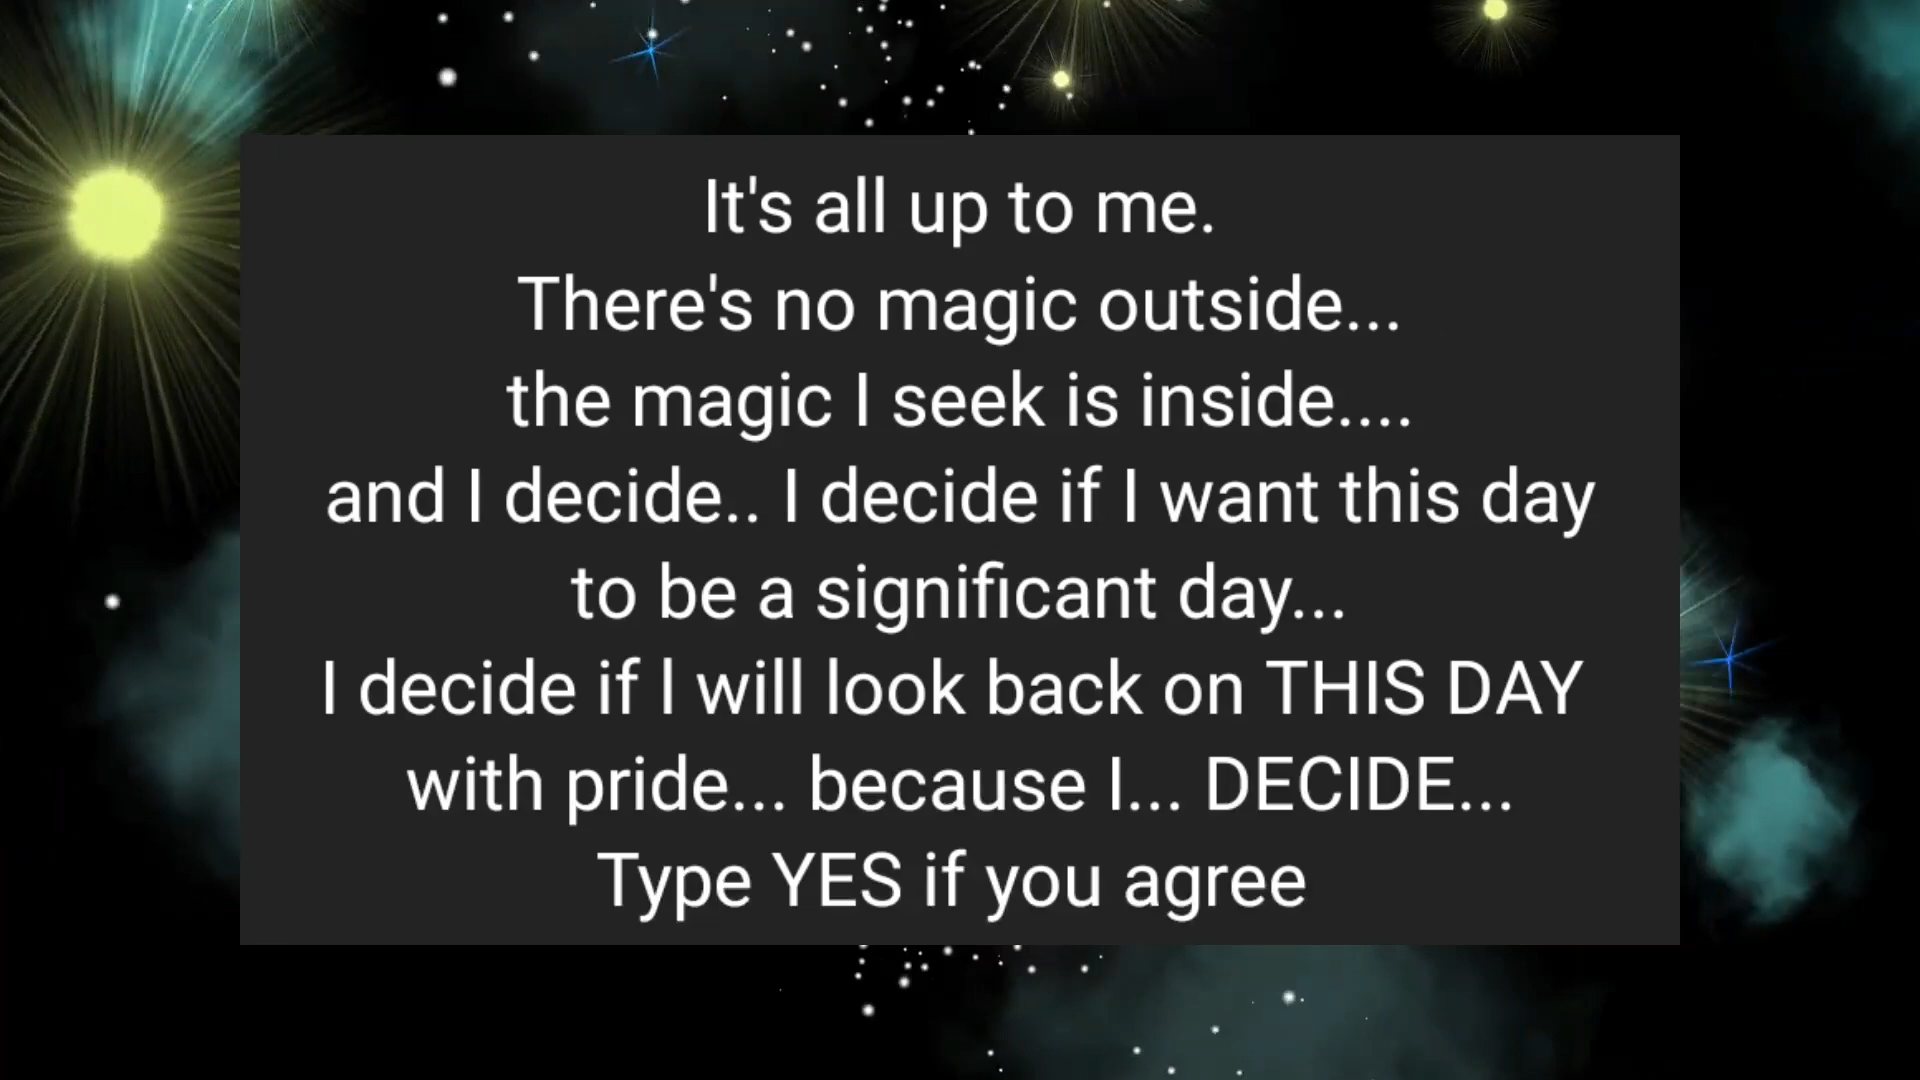 It's all up to me.
There's no magic outside...
the magic I seek is inside....
and I decide.. I decide if I want this day
to be a significant day...
I decide if I will look back on THIS DAY
with pride... because I... DECIDE...
Type YES if you agree